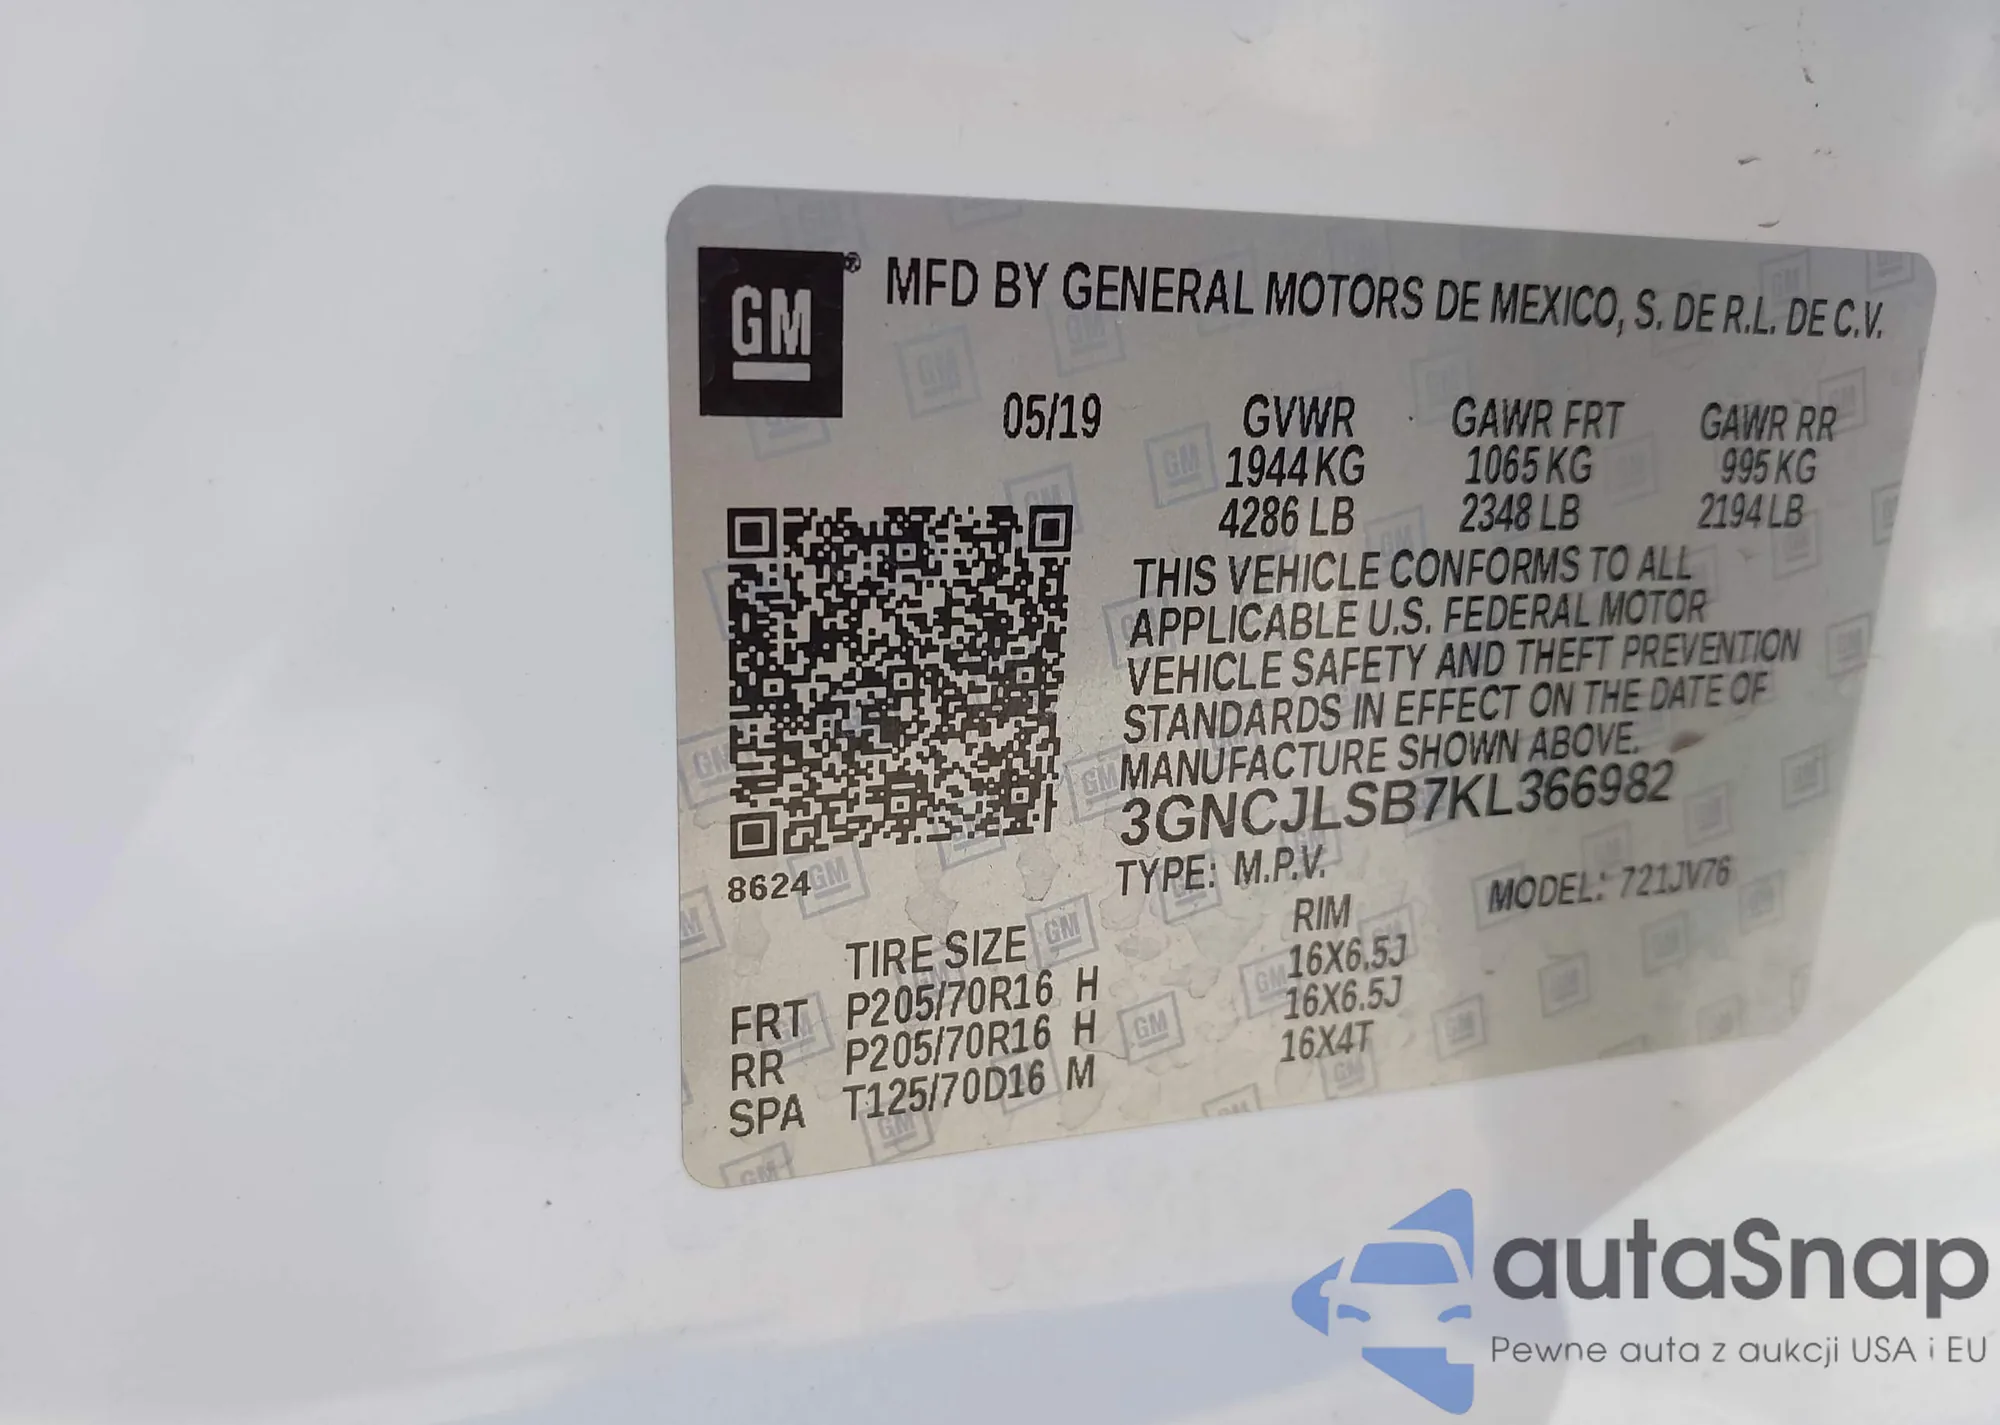 GM ® MFD BY GENERAL MOTORS DE MEXICO, S. DE R.L. DE C.V.
05/19 GVWR GAWR FRT GAWR RR
1944 KG 1065 KG 995 KG
4286 LB 2348 LB 2194 LB
THIS VEHICLE CONFORMS TO ALL
APPLICABLE U.S. FEDERAL MOTOR
VEHICLE SAFETY AND THEFT PREVENTION
STANDARDS IN EFFECT ON THE DATE OF
MANUFACTURE SHOWN ABOVE.
3GNCJLSB7KL366982
8624
TYPE: M.P.V. MODEL: 721JV76
TIRE SIZE RIM
FRT P205/70R16 H 16X6.5J
RR P205/70R16 H 16X6.5J
SPA T125/70D16 M 16X4T
autaSnap
Pewne auta z aukcji USA i EU